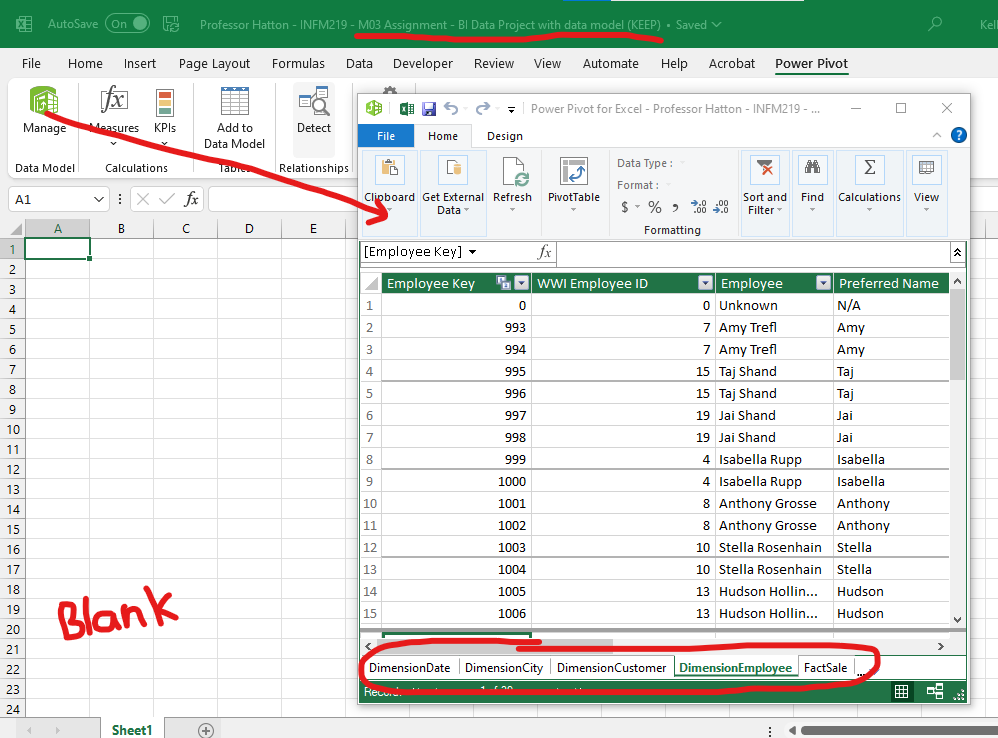 AutoSave On Professor Hatton - INFM219 - M03 Assignment - BI Data Project with data model (KEEP) • Saved
File Home Insert Page Layout Formulas Data Developer Review View Automate Help Acrobat Power Pivot
Manage Measures KPIs Add to Data Model Detect
Data Model Calculations Tables Relationships
A1 fx
A B C D E
1
2
3
4
5
6
7
8
9
10
11
12
13
14
15
16
17
18
19
20
21
22
23
24
Blank
Sheet1
Power Pivot for Excel - Professor Hatton - INFM219 - ...
File Home Design
Clipboard Get External Data Refresh PivotTable
Data Type :
Format :
$ % , .00 .00
Formatting
Sort and Filter Find Calculations View
[Employee Key] fx
Employee Key WWI Employee ID Employee Preferred Name
1 0 0 Unknown N/A
2 993 7 Amy Trefl Amy
3 994 7 Amy Trefl Amy
4 995 15 Taj Shand Taj
5 996 15 Taj Shand Taj
6 997 19 Jai Shand Jai
7 998 19 Jai Shand Jai
8 999 4 Isabella Rupp Isabella
9 1000 4 Isabella Rupp Isabella
10 1001 8 Anthony Grosse Anthony
11 1002 8 Anthony Grosse Anthony
12 1003 10 Stella Rosenhain Stella
13 1004 10 Stella Rosenhain Stella
14 1005 13 Hudson Hollin... Hudson
15 1006 13 Hudson Hollin... Hudson
DimensionDate DimensionCity DimensionCustomer DimensionEmployee FactSale ...